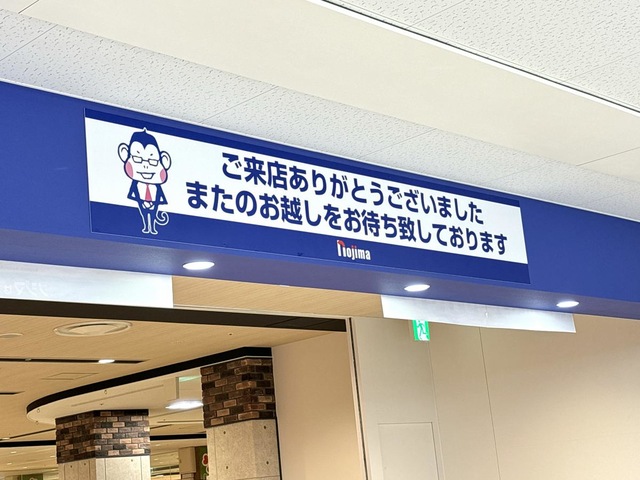 ご来店ありがとうございました
またのお越しをお待ち致しております
nojima